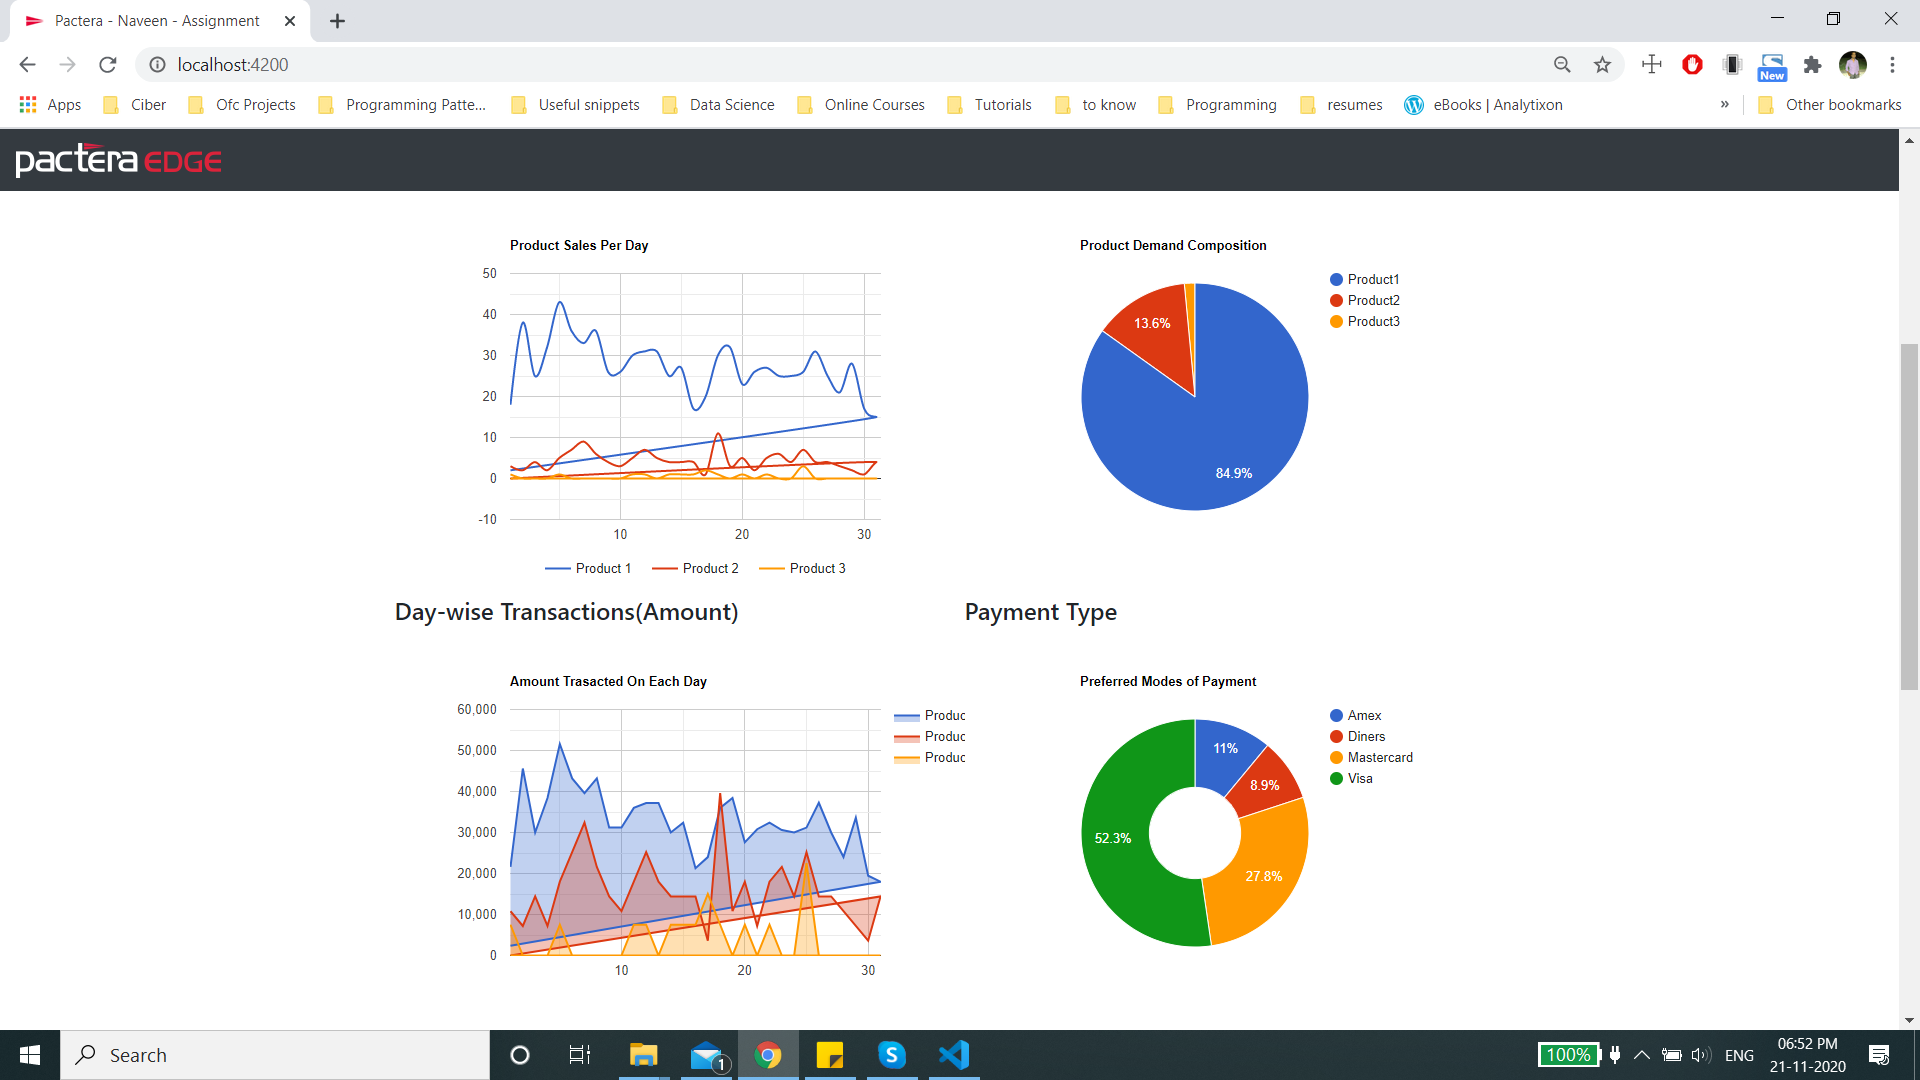 Pactera - Naveen - Assignment
localhost:4200
New
Apps Ciber Ofc Projects Programming Patte... Useful snippets Data Science Online Courses Tutorials to know Programming resumes eBooks | Analytixon » Other bookmarks
pactera EDGE
Product Sales Per Day
50
40
30
20
10
0
-10
10 20 30
Product 1 Product 2 Product 3
Product Demand Composition
13.6%
84.9%
Product1
Product2
Product3
Day-wise Transactions(Amount)
Payment Type
Amount Trasacted On Each Day
60,000
50,000
40,000
30,000
20,000
10,000
0
10 20 30
Produc
Produc
Produc
Preferred Modes of Payment
11%
8.9%
52.3%
27.8%
Amex
Diners
Mastercard
Visa
Search
1
100%
ENG
06:52 PM
21-11-2020